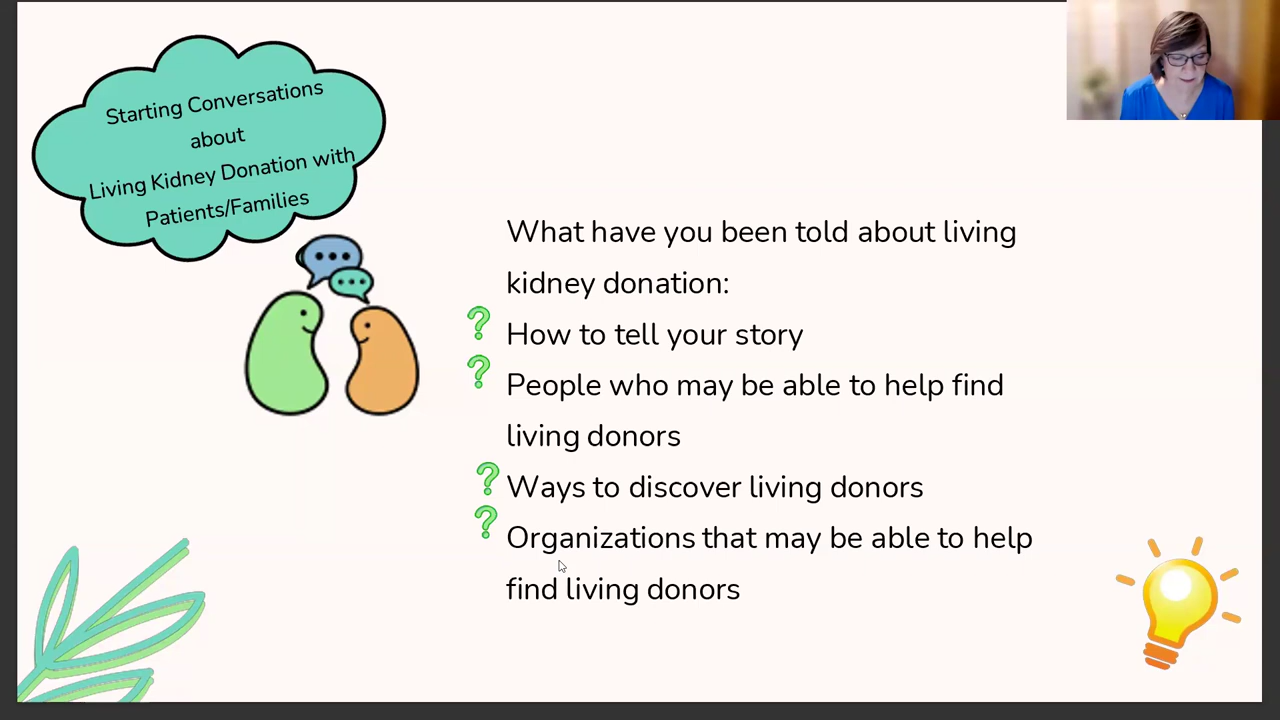 Starting Conversations
about
Living Kidney Donation with
Patients/Families
What have you been told about living
kidney donation:
? How to tell your story
? People who may be able to help find
living donors
? Ways to discover living donors
? Organizations that may be able to help
find living donors